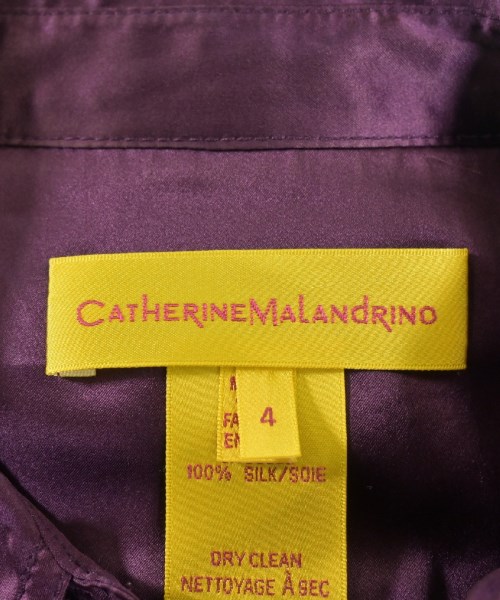 CATHERINEMALANDRINO
4
100% SILK/SOIE
DRY CLEAN
NETTOYAGE À SEC